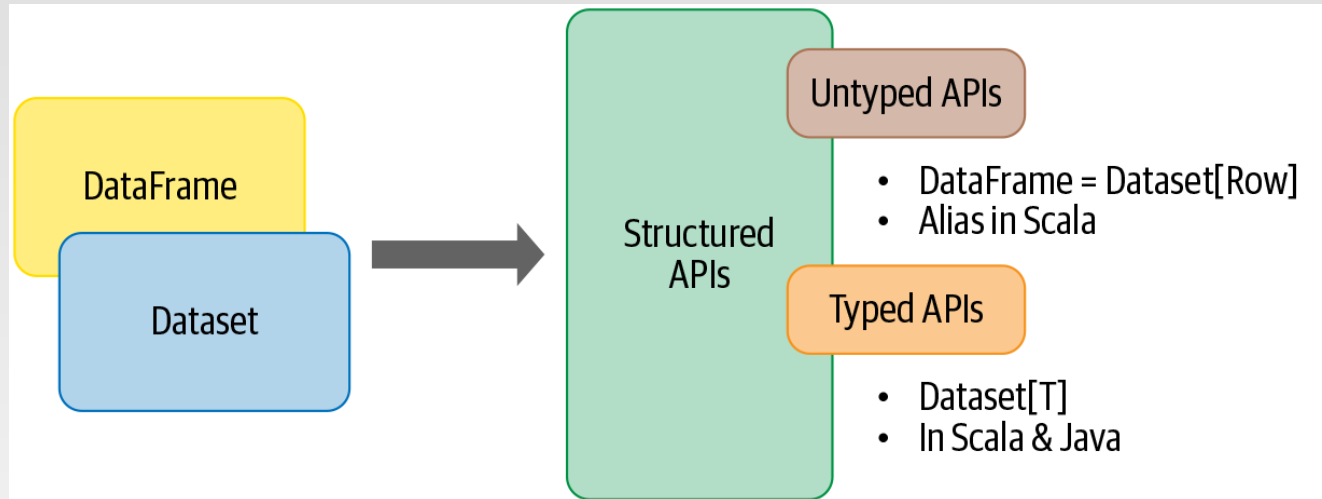 DataFrame
Dataset
Structured
APIs
Untyped APIs
• DataFrame = Dataset[Row]
• Alias in Scala
Typed APIs
• Dataset[T]
• In Scala & Java